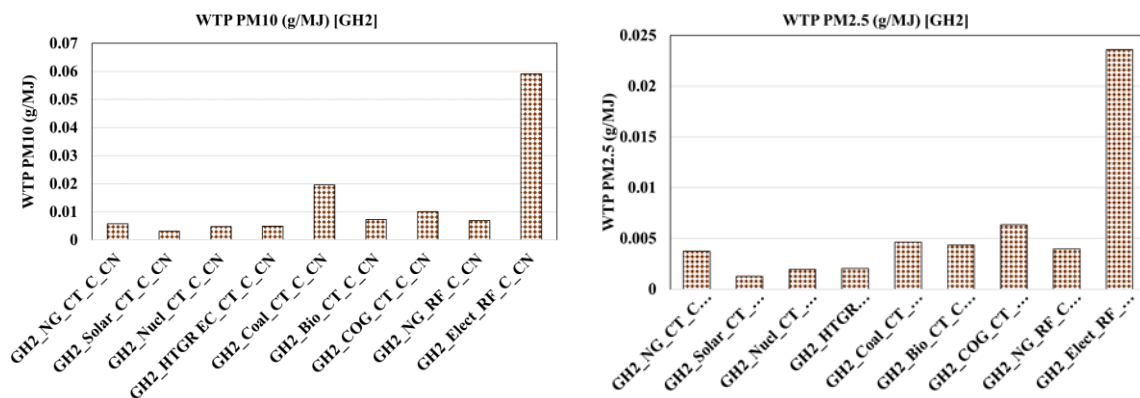 WTP PM10 (g/MJ) [GH2]
WTP PM10 (g/MJ)
0.07
0.06
0.05
0.04
0.03
0.02
0.01
0
GH2_NG_CT_C_CN
GH2_Solar_CT_C_CN
GH2_Nucl_CT_C_CN
GH2_HTGR EC_CT_C_CN
GH2_Coal_CT_C_CN
GH2_Bio_CT_C_CN
GH2_COG_CT_C_CN
GH2_NG_RF_C_CN
GH2_Elect_RF_C_CN
WTP PM2.5 (g/MJ) [GH2]
WTP PM2.5 (g/MJ)
0.025
0.02
0.015
0.01
0.005
0
GH2_NG_CT_C…
GH2_Solar_CT_…
GH2_Nucl_CT_…
GH2_HTGR…
GH2_Coal_CT_…
GH2_Bio_CT_C…
GH2_COG_CT_…
GH2_NG_RF_C…
GH2_Elect_RF_…